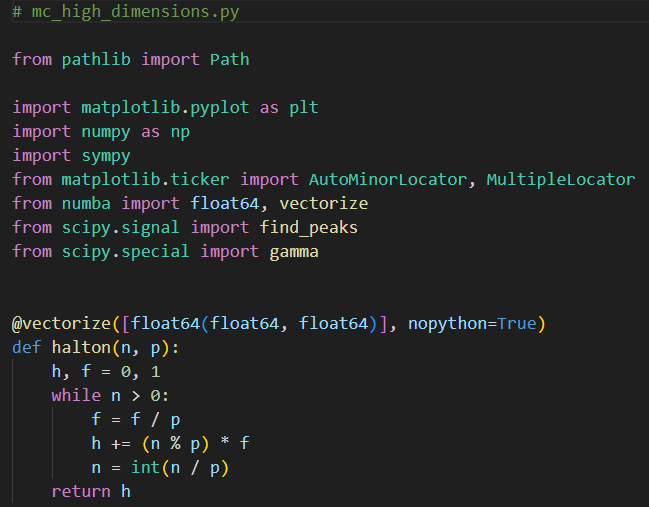 # mc_high_dimensions.py
from pathlib import Path
import matplotlib.pyplot as plt
import numpy as np
import sympy
from matplotlib.ticker import AutoMinorLocator, MultipleLocator
from numba import float64, vectorize
from scipy.signal import find_peaks
from scipy.special import gamma
@vectorize([float64(float64, float64)], nopython=True)
def halton(n, p):
    h, f = 0, 1
    while n > 0:
        f = f / p
        h += (n % p) * f
        n = int(n / p)
    return h